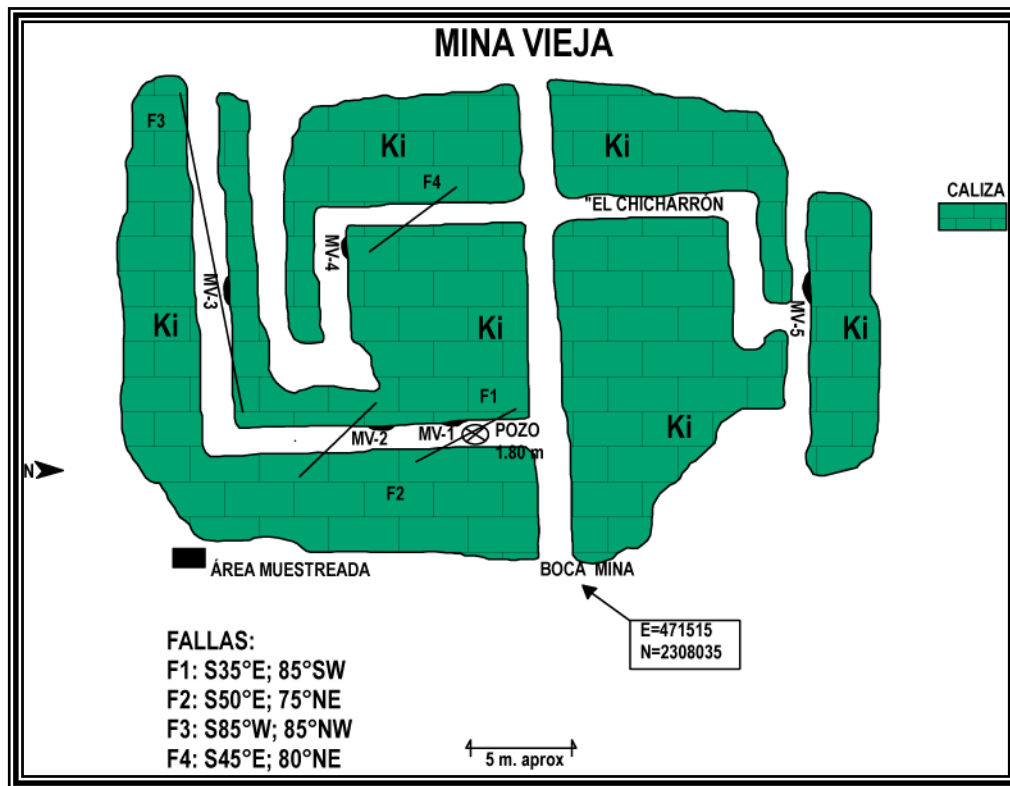 MINA VIEJA
F3
Ki
Ki
F4
CALIZA
"EL CHICHARRÓN
MV-4
MV-3
MV-5
Ki
Ki
Ki
F1
Ki
MV-2
MV-1
POZO
1.80 m
N
F2
ÁREA MUESTREADA
BOCA MINA
E=471515
N=2308035
FALLAS:
F1: S35°E; 85°SW
F2: S50°E; 75°NE
F3: S85°W; 85°NW
F4: S45°E; 80°NE
5 m. aprox